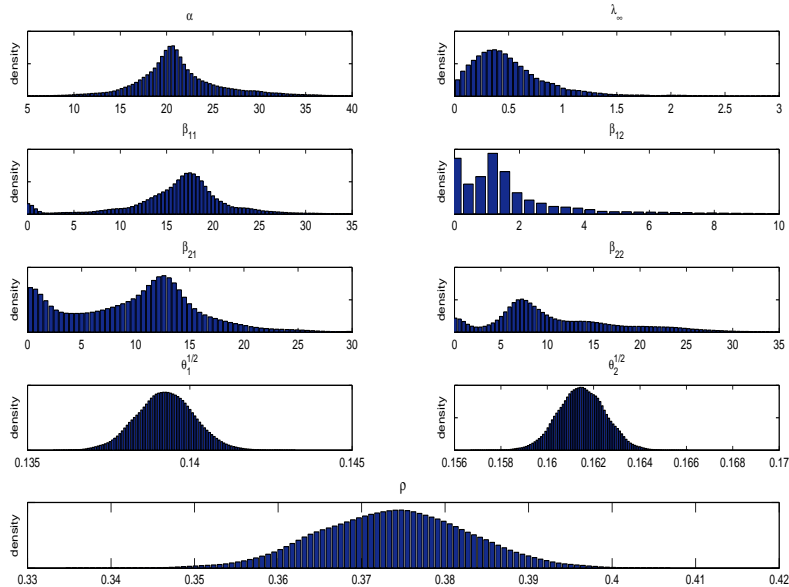 α
λ∞
density
density
5 10 15 20 25 30 35 40
0 0.5 1 1.5 2 2.5 3
β11
β12
density
density
0 5 10 15 20 25 30 35
0 2 4 6 8 10
β21
β22
density
density
0 5 10 15 20 25 30
0 5 10 15 20 25 30 35
θ1^1/2
θ2^1/2
density
density
0.135 0.14 0.145
0.156 0.158 0.16 0.162 0.164 0.166 0.168 0.17
ρ
density
0.33 0.34 0.35 0.36 0.37 0.38 0.39 0.4 0.41 0.42